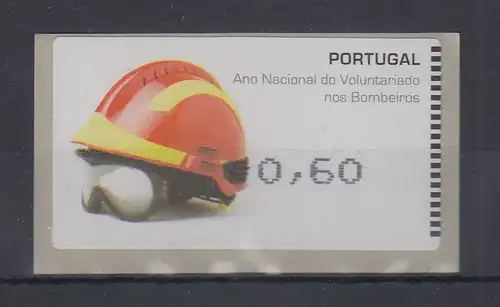 PORTUGAL
Ano Nacional do Voluntariado
nos Bombeiros
€0,60